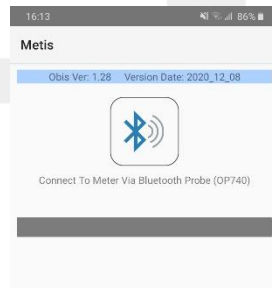 16:13 86%
Metis
Obis Ver: 1.28 Version Date: 2020_12_08
Connect To Meter Via Bluetooth Probe (OP740)